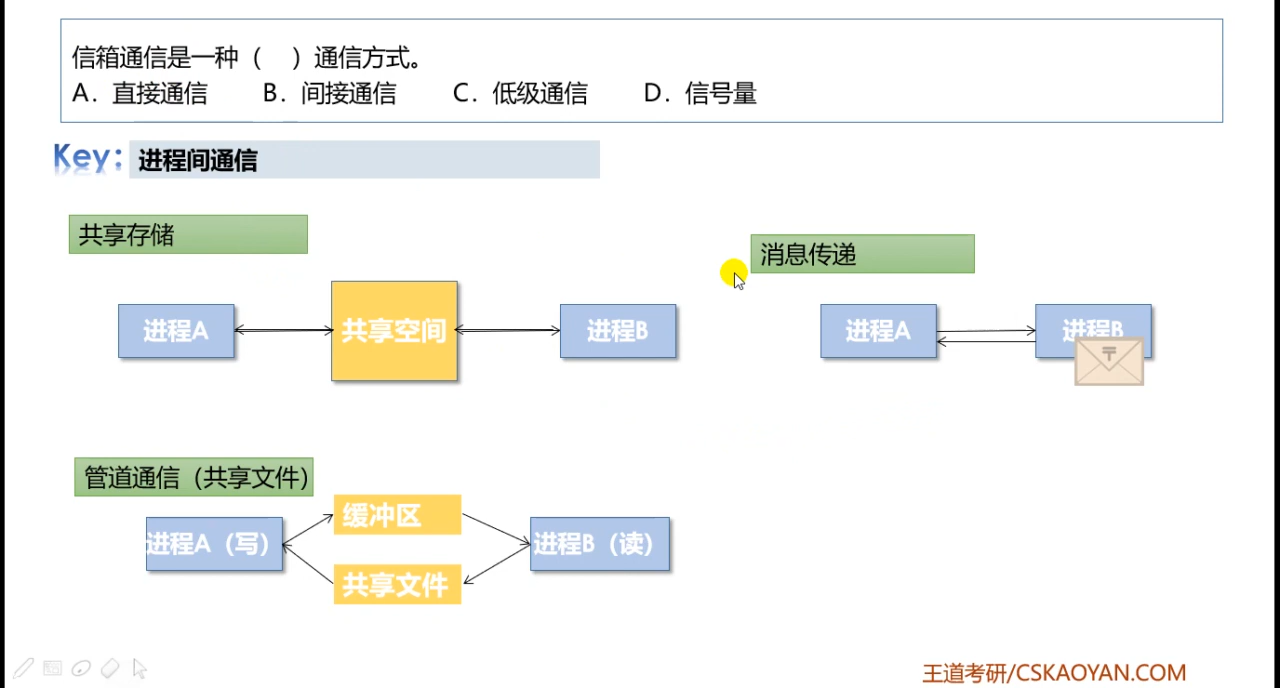 信箱通信是一种（    ）通信方式。
A．直接通信    B．间接通信    C．低级通信    D．信号量
Key：进程间通信
共享存储
消息传递
进程A
共享空间
进程B
进程A
进程B
管道通信（共享文件）
缓冲区
进程A（写）
进程B（读）
共享文件
王道考研/CSKAOYAN.COM